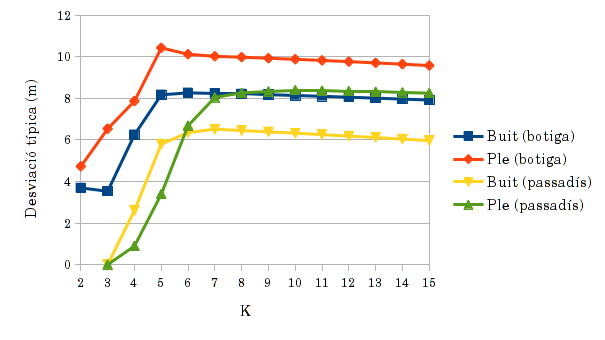 12
10
8
6
4
2
0
Desviació típica (m)
2 3 4 5 6 7 8 9 10 11 12 13 14 15
K
Buit (botiga)
Ple (botiga)
Buit (passadís)
Ple (passadís)